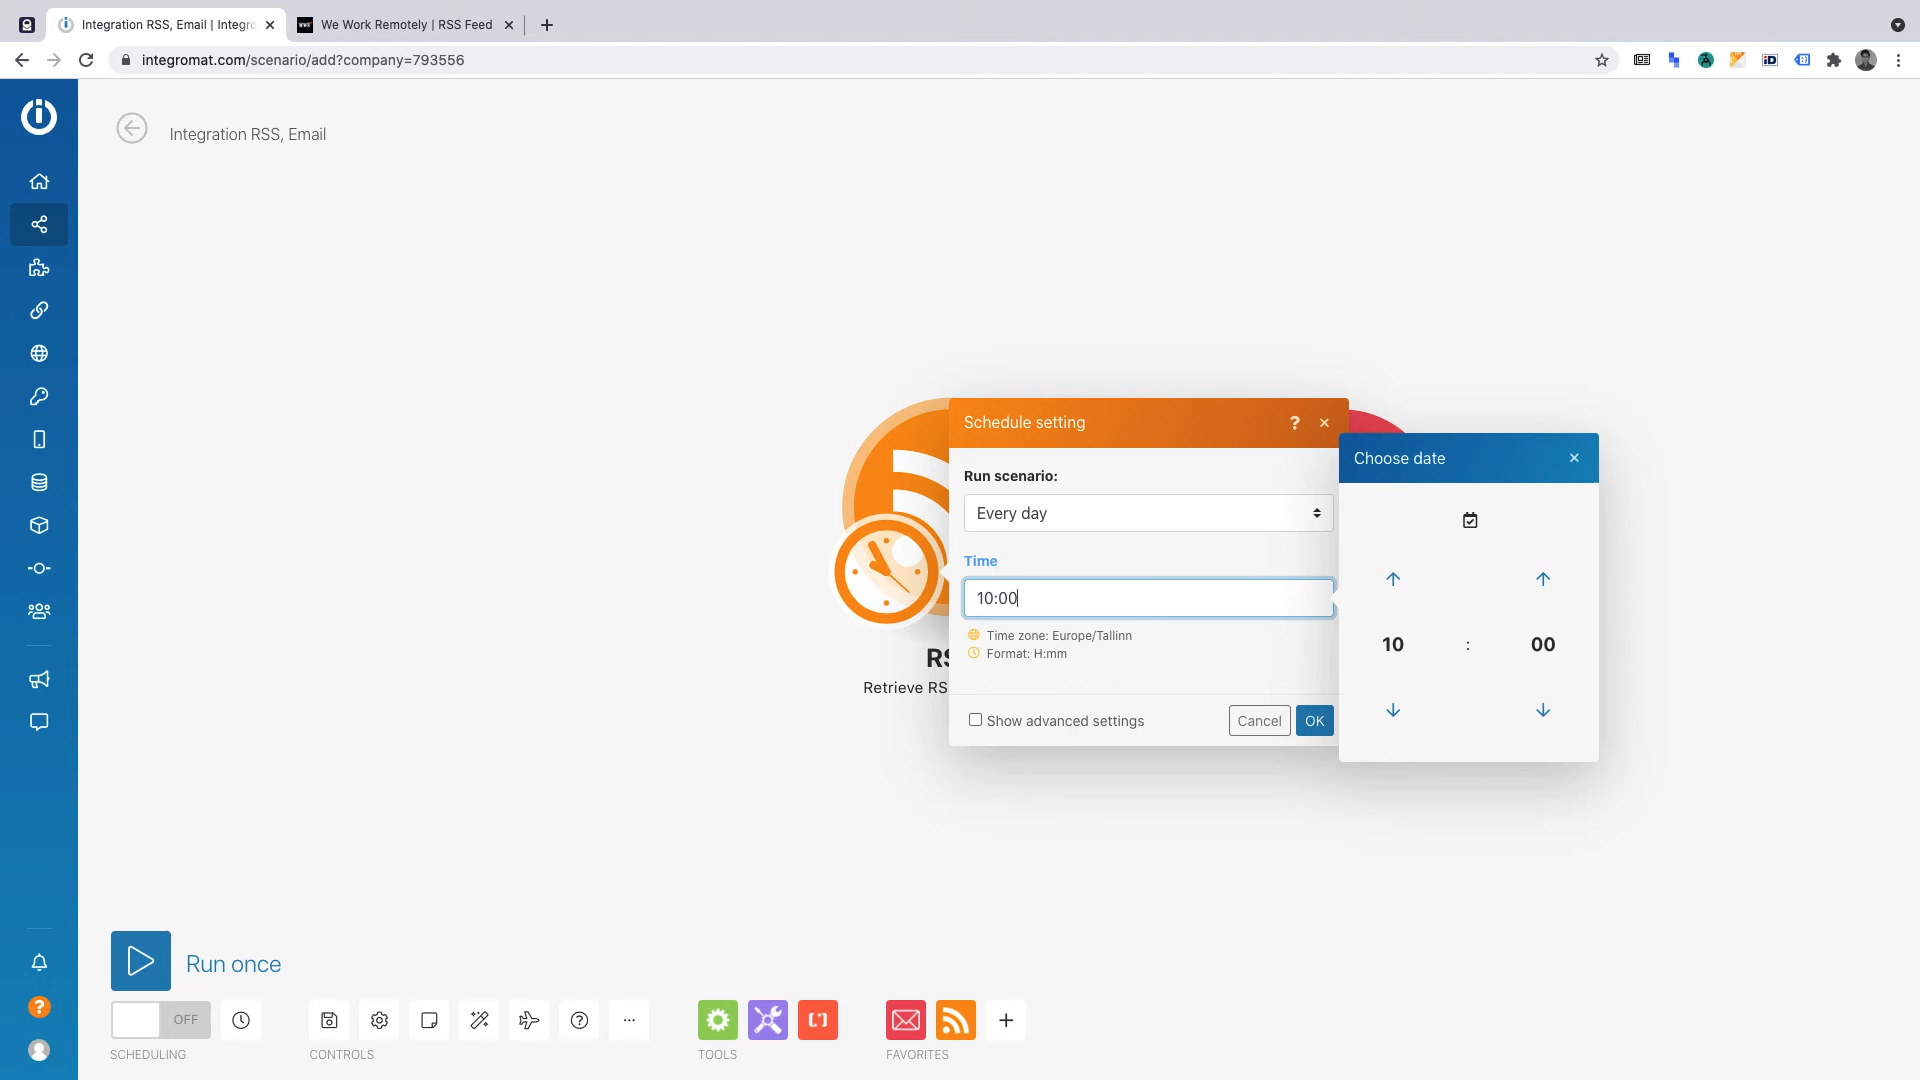 Integration RSS, Email | Integro
We Work Remotely | RSS Feed
integromat.com/scenario/add?company=793556
Integration RSS, Email
Schedule setting
?
Run scenario:
Every day
Time
10:00
Time zone: Europe/Tallinn
Format: H:mm
Show advanced settings
Cancel
OK
Choose date
10 : 00
RS
Retrieve RS
Run once
OFF
SCHEDULING
CONTROLS
TOOLS
FAVORITES